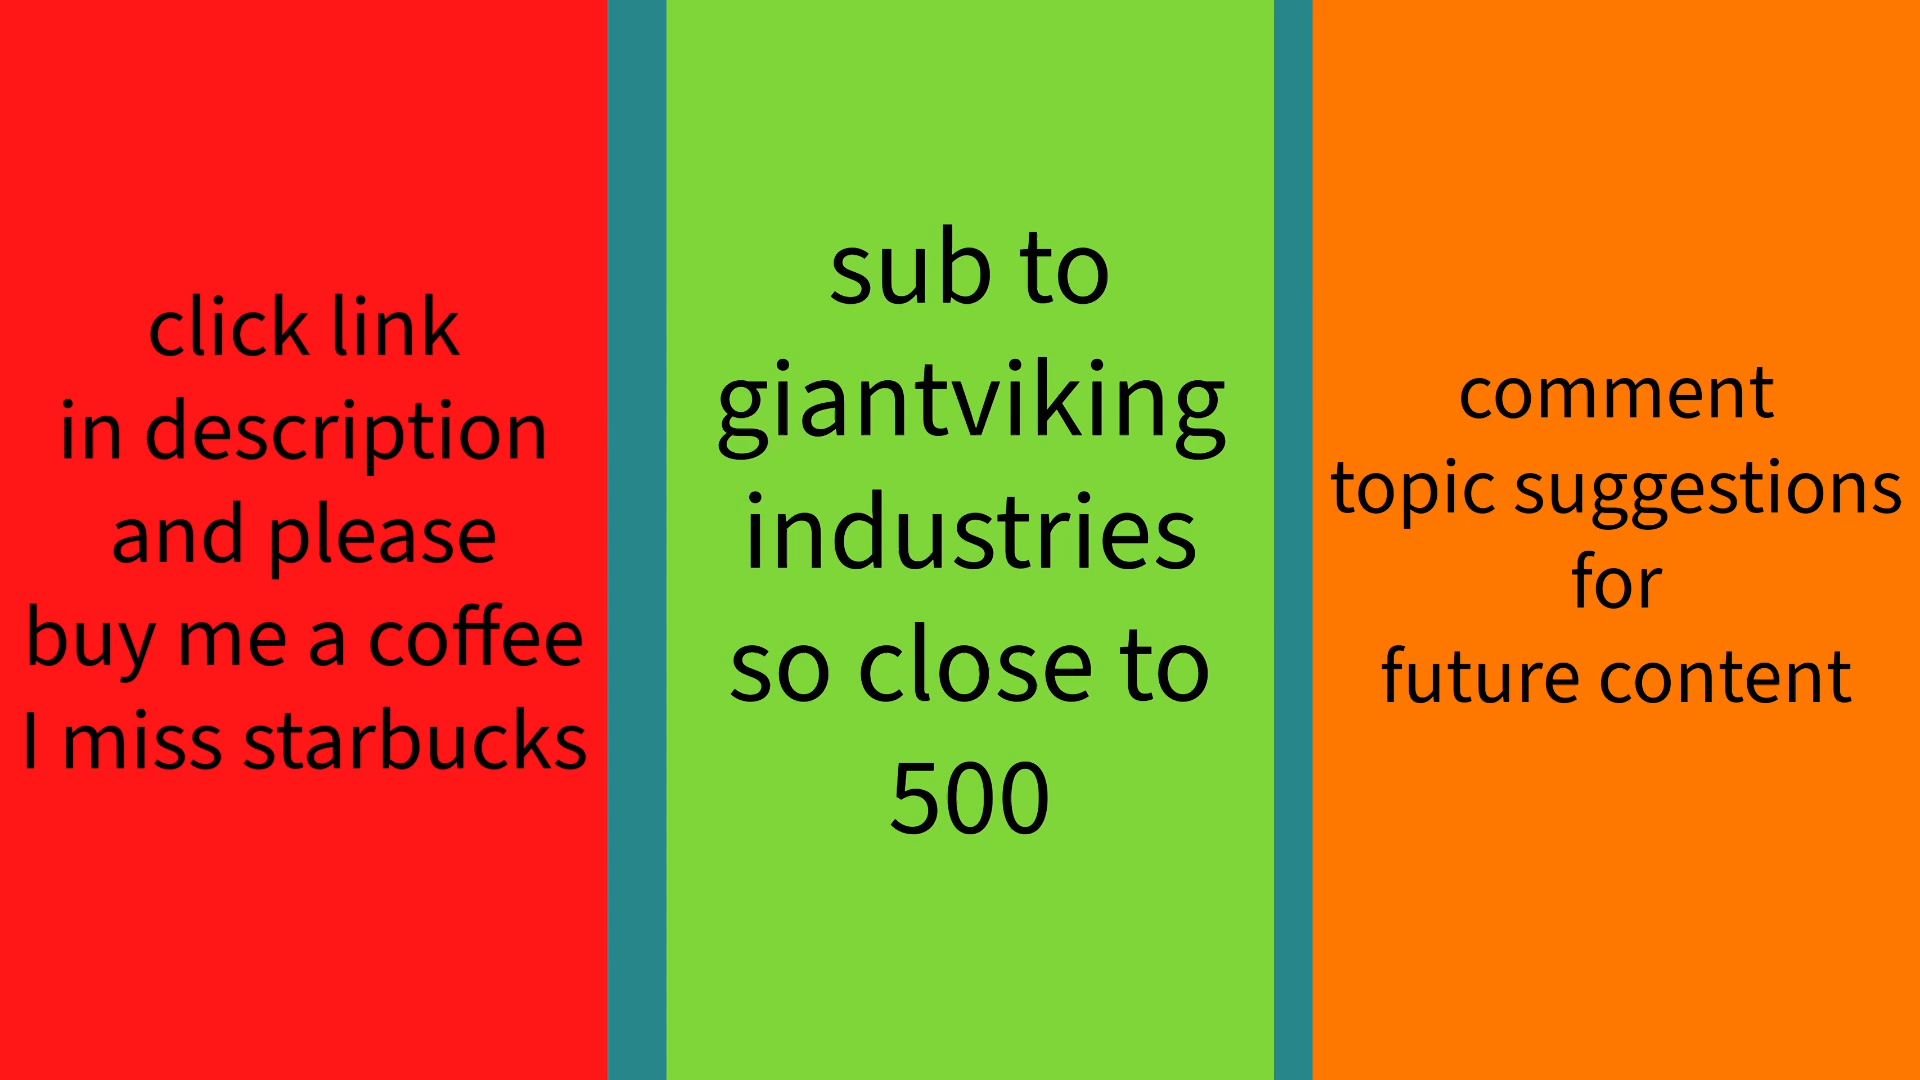 click link
in description
and please
buy me a coffee
I miss starbucks
sub to
giantviking
industries
so close to
500
comment
topic suggestions
for
future content